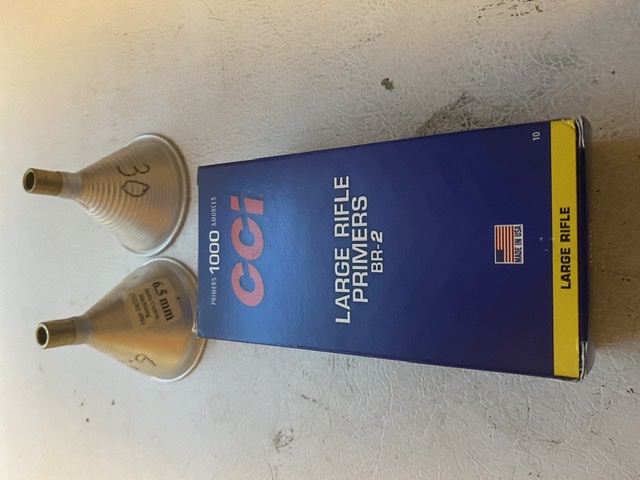 PRIMERS 1000 AMORCES
CCI
LARGE RIFLE
PRIMERS
BR-2
MADE IN USA
10
LARGE RIFLE
30
6.5 mm